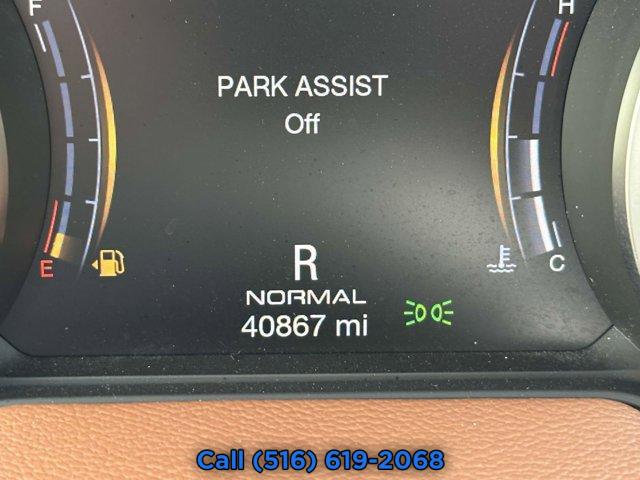 F
H
PARK ASSIST
Off
E
R
C
NORMAL
40867 mi
Call (516) 619-2068